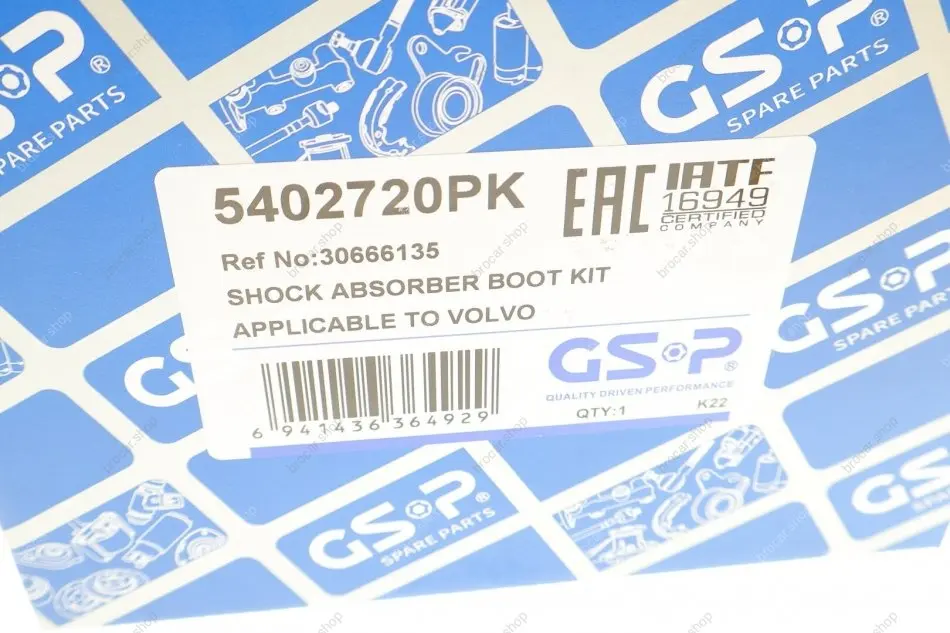 GSP®
SPARE PARTS
GSP®
SPARE PARTS
5402720PK
EAC
IATF
16949
CERTIFIED
COMPANY
Ref No:30666135
SHOCK ABSORBER BOOT KIT
APPLICABLE TO VOLVO
GSP®
QUALITY DRIVEN PERFORMANCE
QTY:1
K22
6 941436 364929
GSP®
SPARE PARTS
GSP®
SPARE PARTS
brocar.shop